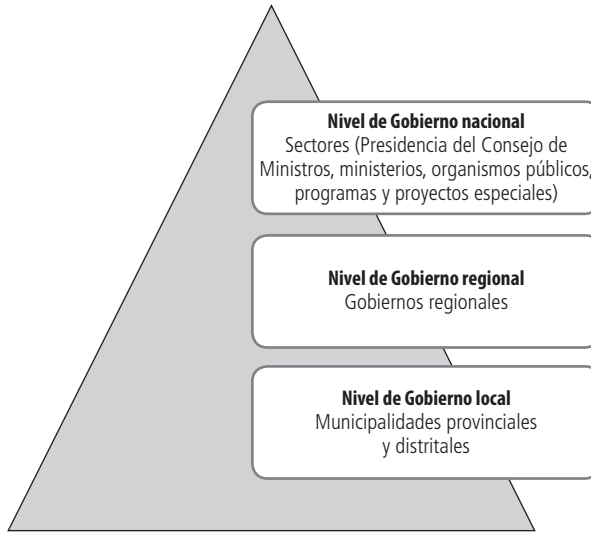 Nivel de Gobierno nacional
Sectores (Presidencia del Consejo de
Ministros, ministerios, organismos públicos,
programas y proyectos especiales)
Nivel de Gobierno regional
Gobiernos regionales
Nivel de Gobierno local
Municipalidades provinciales
y distritales